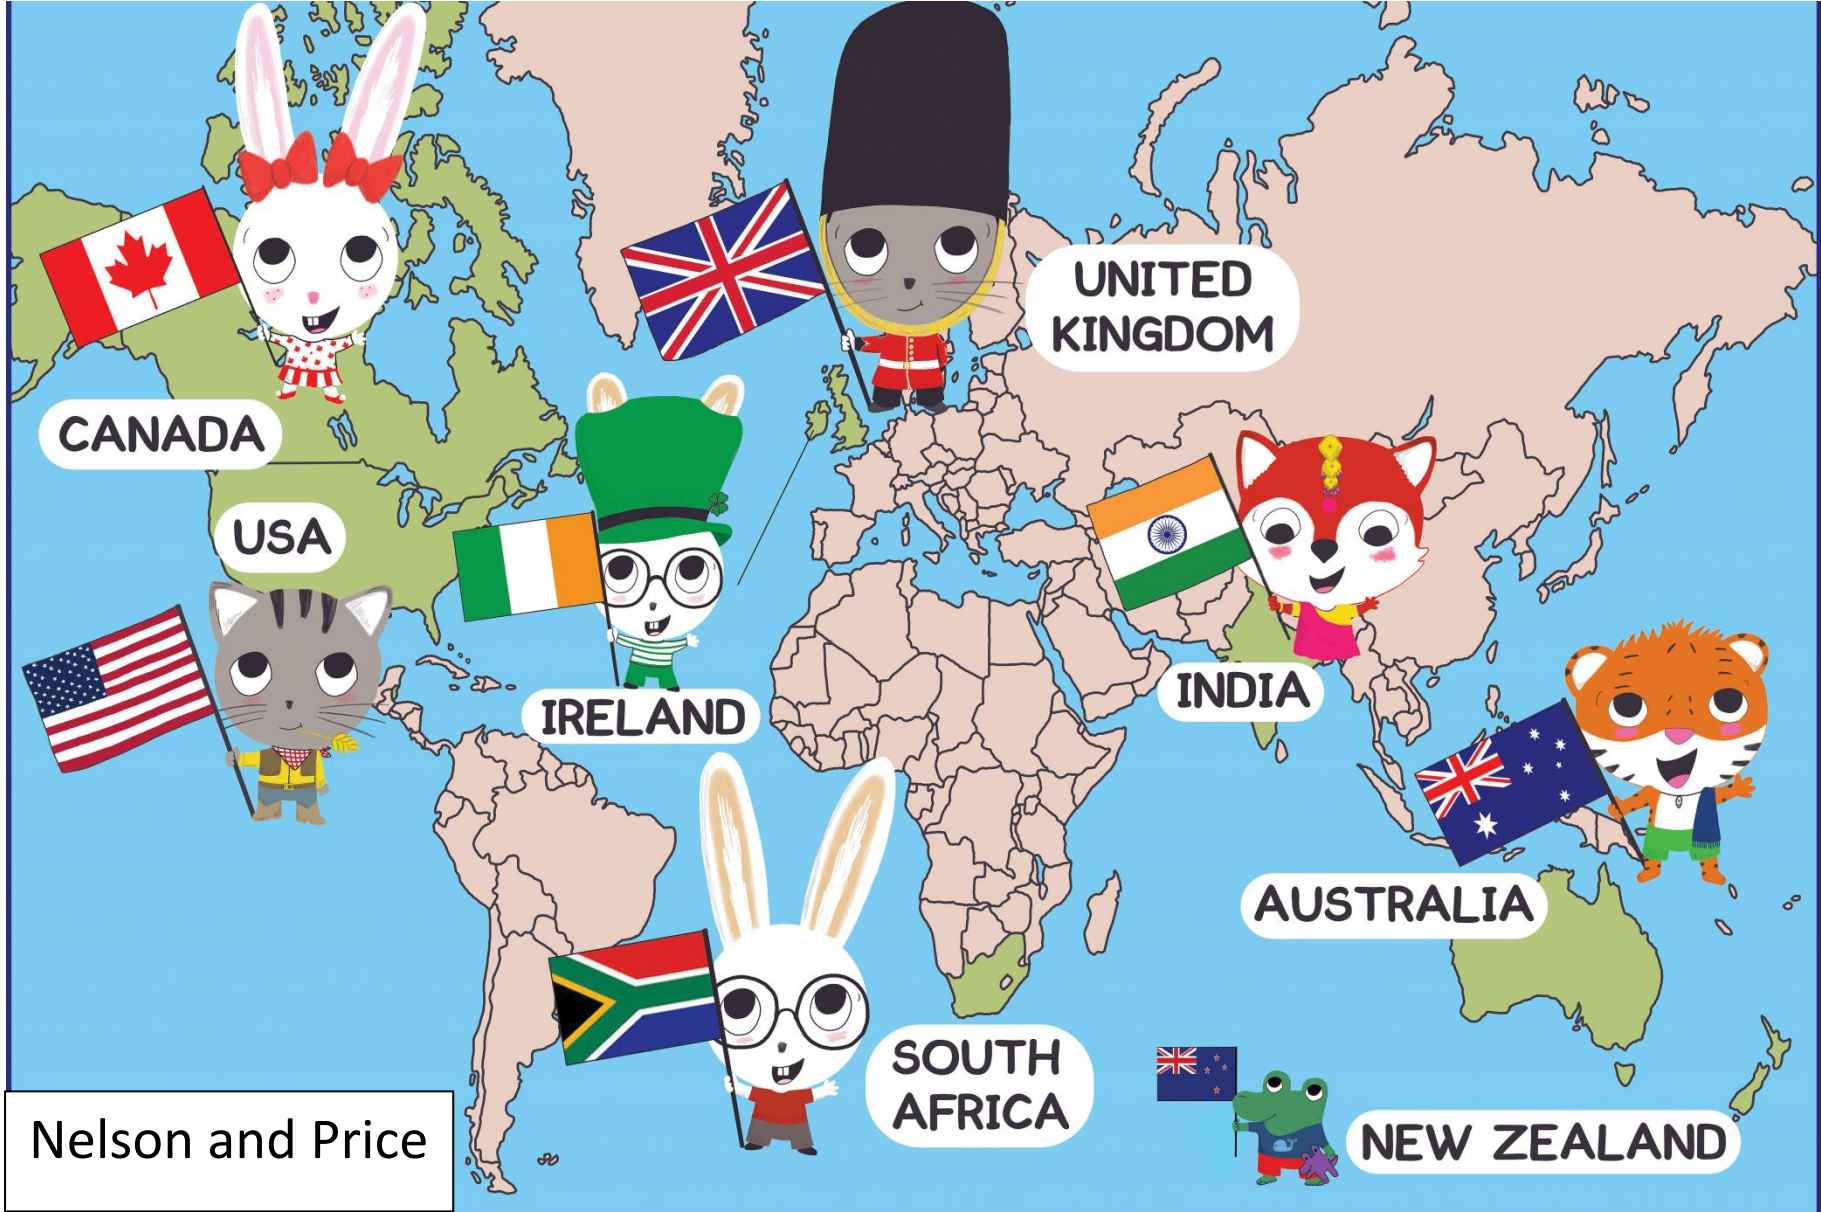 UNITED
KINGDOM
CANADA
USA
INDIA
IRELAND
AUSTRALIA
SOUTH
AFRICA
NEW ZEALAND
Nelson and Price